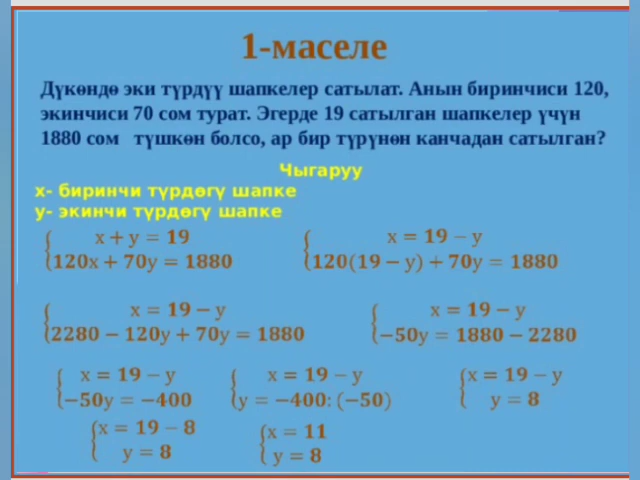 1-маселе
Дүкөндө эки түрдүү шапкелер сатылат. Анын биринчиси 120,
экинчиси 70 сом турат. Эгерде 19 сатылган шапкелер үчүн
1880 сом түшкөн болсо, ар бир түрүнөн канчадан сатылган?
Чыгаруу
х- биринчи түрдөгү шапке
у- экинчи түрдөгү шапке
{x + y = 19
120x + 70y = 1880
{x = 19 − y
120(19 − y) + 70y = 1880
{x = 19 − y
2280 − 120y + 70y = 1880
{x = 19 − y
−50y = 1880 − 2280
{x = 19 − y
−50y = −400
{x = 19 − y
y = −400: (−50)
{x = 19 − y
y = 8
{x = 19 − 8
y = 8
{x = 11
y = 8